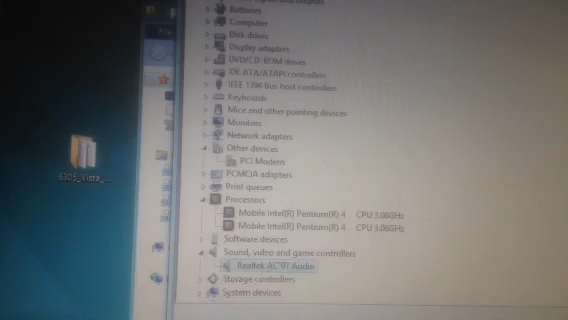 File
Batteries
Computer
Disk drives
Display adapters
DVD/CD-ROM drives
IDE ATA/ATAPI controllers
IEEE 1394 Bus host controllers
Keyboards
Mice and other pointing devices
Monitors
Network adapters
Other devices
PCI Modem
PCMCIA adapters
Print queues
Processors
Mobile Intel(R) Pentium(R) 4 CPU 3.06GHz
Mobile Intel(R) Pentium(R) 4 CPU 3.06GHz
Software devices
Sound, video and game controllers
Realtek AC'97 Audio
Storage controllers
System devices
6305_Vista_...